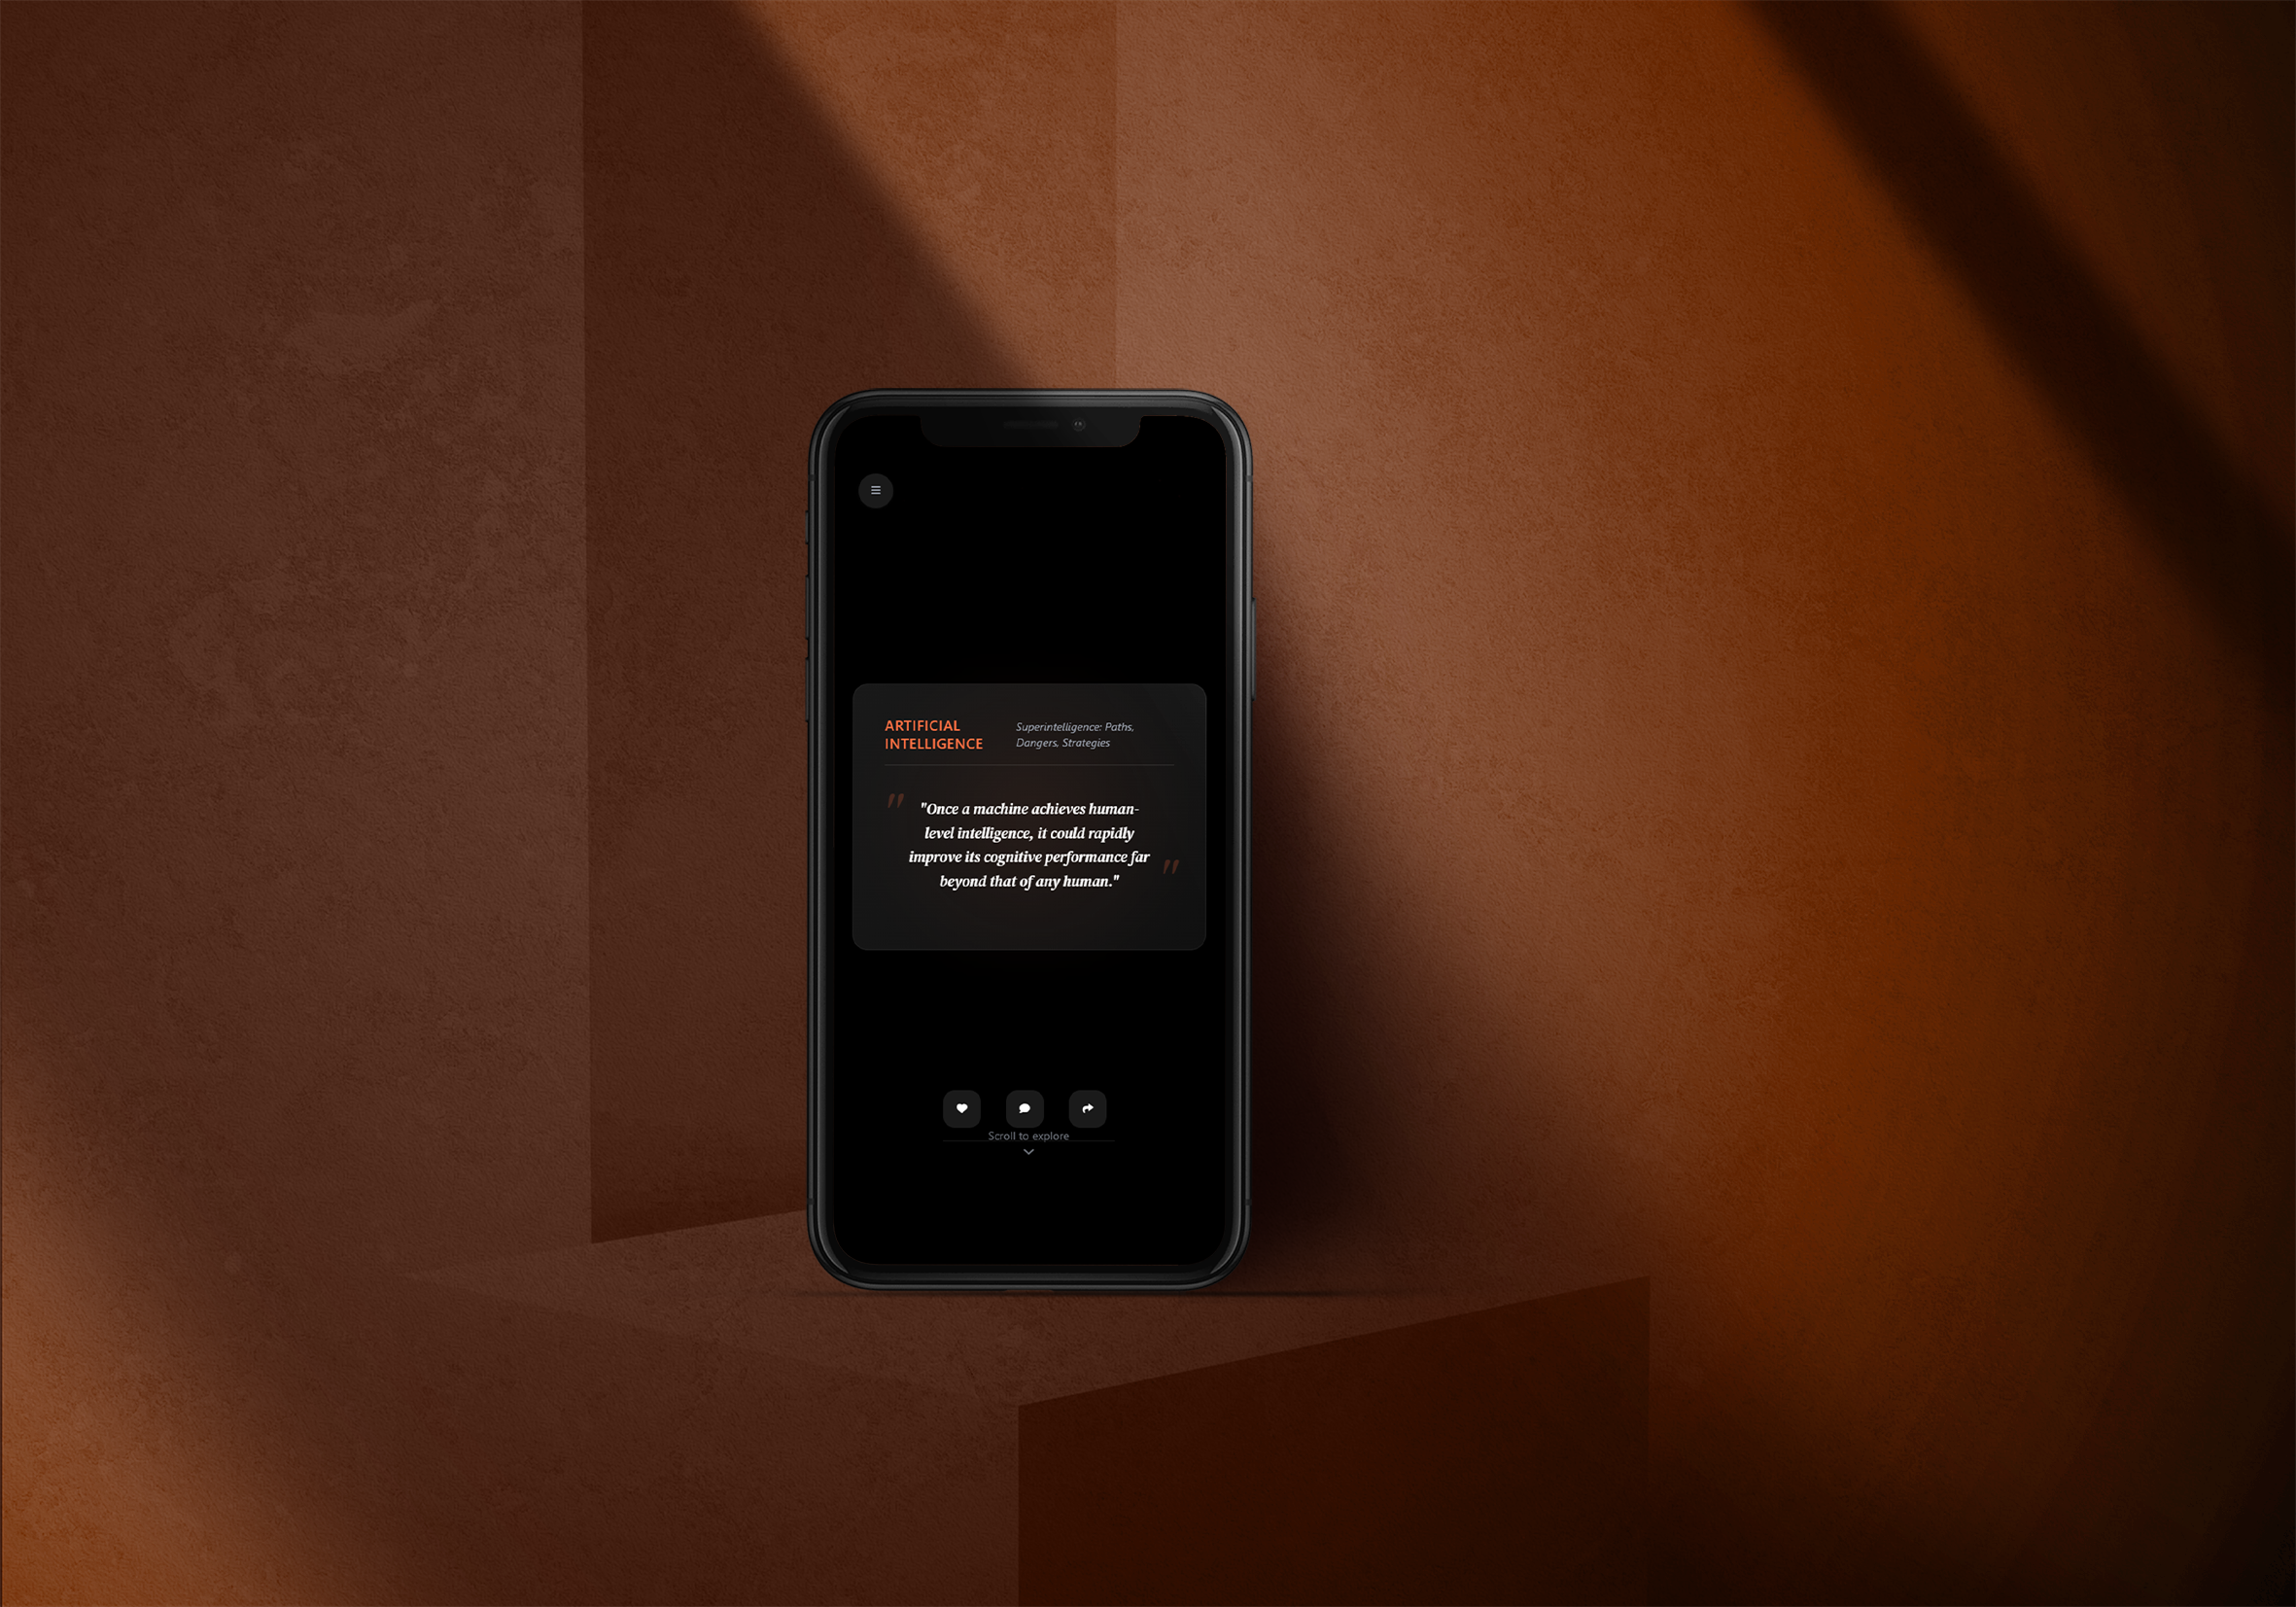 ARTIFICIAL
INTELLIGENCE
Superintelligence: Paths,
Dangers, Strategies
"Once a machine achieves human-
level intelligence, it could rapidly
improve its cognitive performance far
beyond that of any human."
Scroll to explore